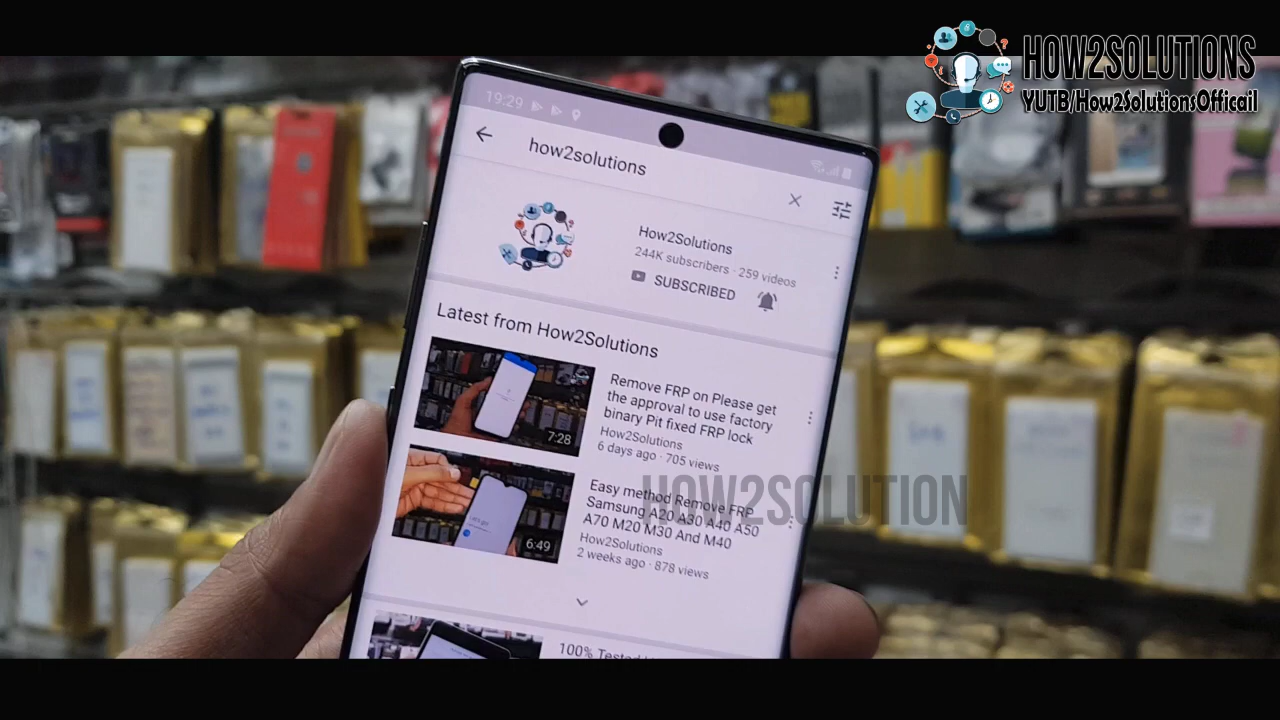 HOW2SOLUTIONS
YUTB/How2SolutionsOfficail
19:29
how2solutions
How2Solutions
244K subscribers · 259 videos
SUBSCRIBED
Latest from How2Solutions
Remove FRP on Please get
the approval to use factory
binary Pit fixed FRP lock
How2Solutions
6 days ago · 705 views
7:28
Easy method Remove FRP
Samsung A20 A30 A40 A50
A70 M20 M30 And M40
How2Solutions
2 weeks ago · 878 views
6:49
HOW2SOLUTION
100% Tested